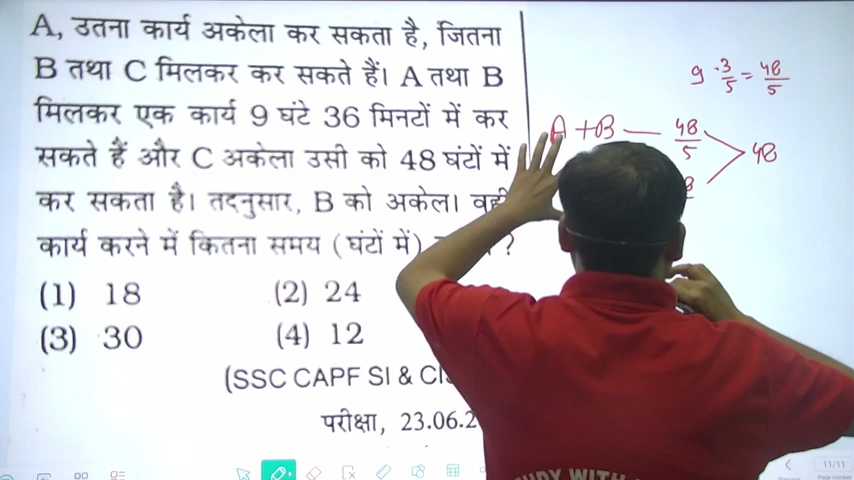 A, उतना कार्य अकेला कर सकता है, जितना
B तथा C मिलकर कर सकते हैं। A तथा B
मिलकर एक कार्य 9 घंटे 36 मिनटों में कर
सकते हैं और C अकेला उसी को 48 घंटों में
कर सकता है। तद्नुसार, B को अकेला वही
कार्य करने में कितना समय (घंटों में) ?
(1) 18 (2) 24
(3) 30 (4) 12
(SSC CAPF SI &
परीक्षा, 23.06.2
9 3/5 = 48/5
A + B — 48/5
48
11/11